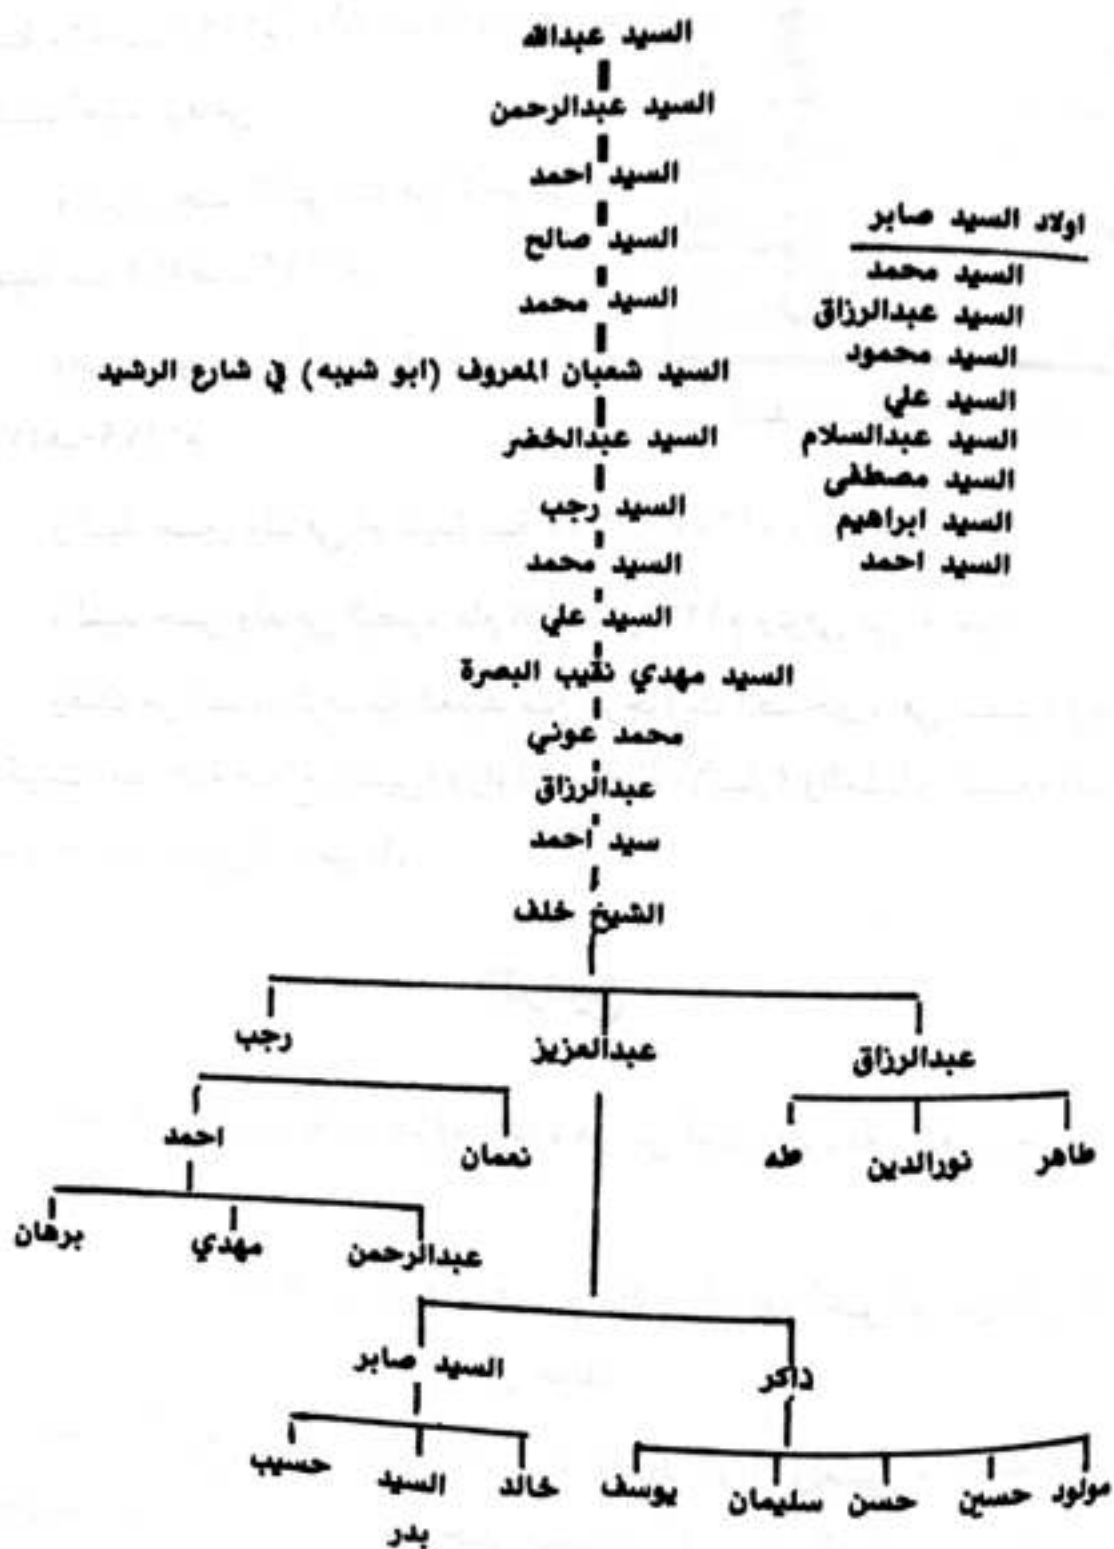 السيد عبدالله
السيد عبدالرحمن
السيد احمد
السيد صالح
السيد محمد
السيد شعبان المعروف (ابو شيبه) في شارع الرشيد
السيد عبدالخضر
السيد رجب
السيد محمد
السيد علي
السيد مهدي نقيب البصرة
محمد عوني
عبدالرزاق
سيد احمد
الشيخ خلف
اولاد السيد صابر
السيد محمد
السيد عبدالرزاق
السيد محمود
السيد علي
السيد عبدالسلام
السيد مصطفى
السيد ابراهيم
السيد احمد
عبدالرزاق عبدالعزيز رجب
طاهر نورالدين طه نعمان احمد
عبدالرحمن مهدي برهان
ذاكر السيد صابر
مولود حسين حسن سليمان يوسف خالد السيد حسيب
بدر